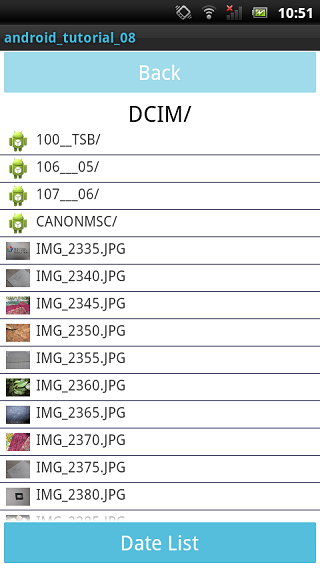 10:51
android_tutorial_08
Back
DCIM/
100__TSB/
106___05/
107___06/
CANONMSC/
IMG_2335.JPG
IMG_2340.JPG
IMG_2345.JPG
IMG_2350.JPG
IMG_2355.JPG
IMG_2360.JPG
IMG_2365.JPG
IMG_2370.JPG
IMG_2375.JPG
IMG_2380.JPG
Date List